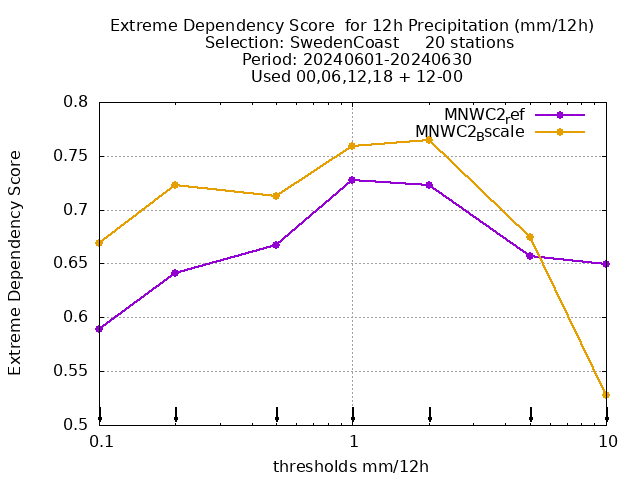 Extreme Dependency Score  for 12h Precipitation (mm/12h)
Selection: SwedenCoast     20 stations
Period: 20240601-20240630
Used 00,06,12,18 + 12-00
MNWC2ref
MNWC2Bscale
0.8
0.75
0.7
0.65
0.6
0.55
0.5
Extreme Dependency Score
0.1
1
10
thresholds mm/12h